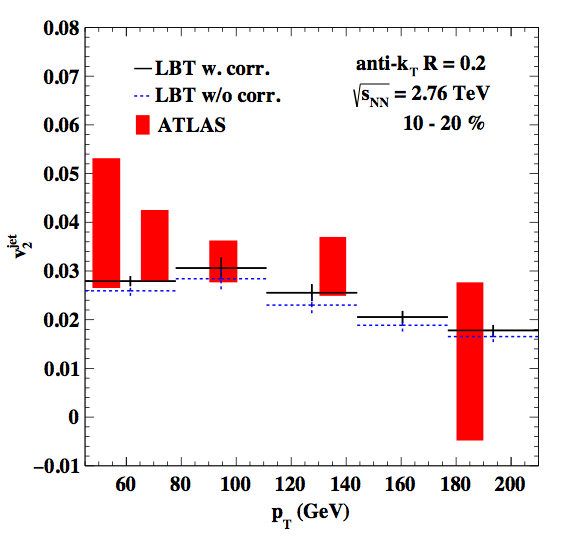 0.08
0.07
0.06
0.05
0.04
0.03
0.02
0.01
0
−0.01
v2^jet
LBT w. corr.
LBT w/o corr.
ATLAS
anti-kT R = 0.2
√sNN = 2.76 TeV
10 - 20 %
60 80 100 120 140 160 180 200
pT (GeV)